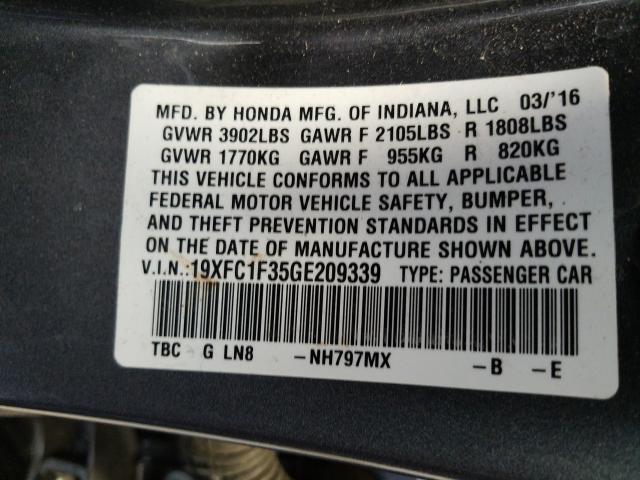 MFD. BY HONDA MFG. OF INDIANA, LLC 03/'16
GVWR 3902LBS GAWR F 2105LBS R 1808LBS
GVWR 1770KG GAWR F 955KG R 820KG
THIS VEHICLE CONFORMS TO ALL APPLICABLE
FEDERAL MOTOR VEHICLE SAFETY, BUMPER,
AND THEFT PREVENTION STANDARDS IN EFFECT
ON THE DATE OF MANUFACTURE SHOWN ABOVE.
V.I.N.:19XFC1F35GE209339 TYPE: PASSENGER CAR
TBC G LN8 -NH797MX -B -E